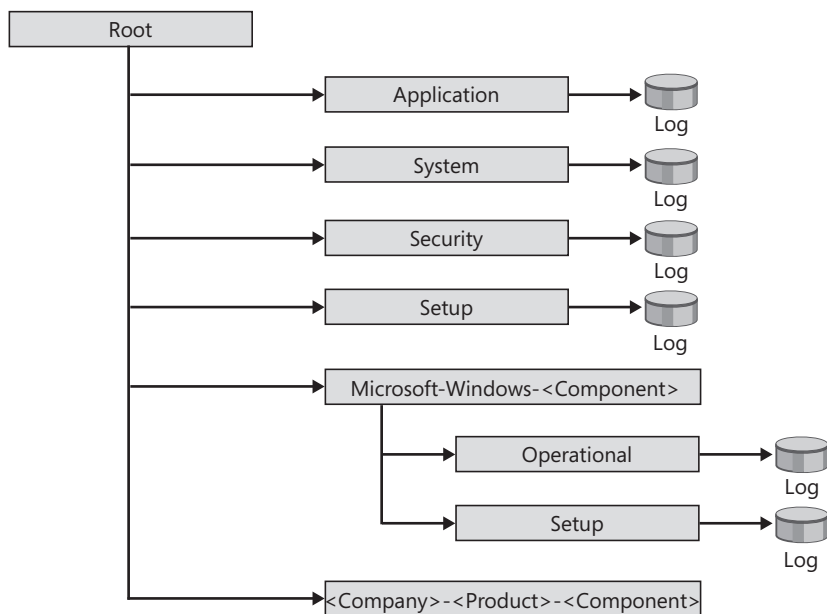 Root
Application
Log
System
Log
Security
Log
Setup
Log
Microsoft-Windows-<Component>
Operational
Log
Setup
Log
<Company>-<Product>-<Component>